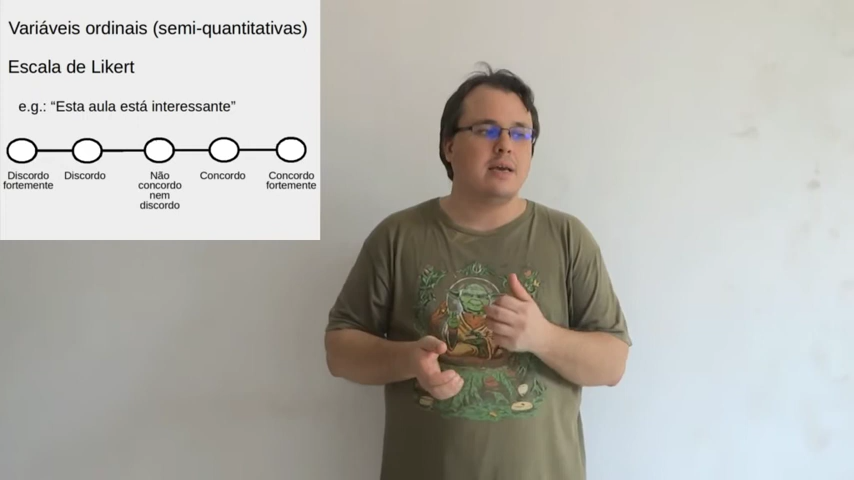 Variáveis ordinais (semi-quantitativas)
Escala de Likert
e.g.: “Esta aula está interessante”
Discordo
fortemente
Discordo
Não
concordo
nem
discordo
Concordo
Concordo
fortemente